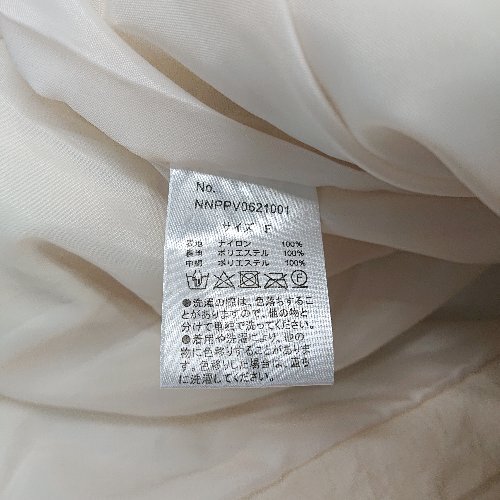 No.
NNPPV0621001
サイズ F
表地 ナイロン 100%
裏地 ポリエステル 100%
中綿 ポリエステル 100%
F
●洗濯の際は、色落ちするこ
とがありますので、他の物と
分けて単独で洗ってください。
●着用や洗濯により、他の
物に色移りすることがありま
す。色移りした場合は、直ち
に洗濯してください。